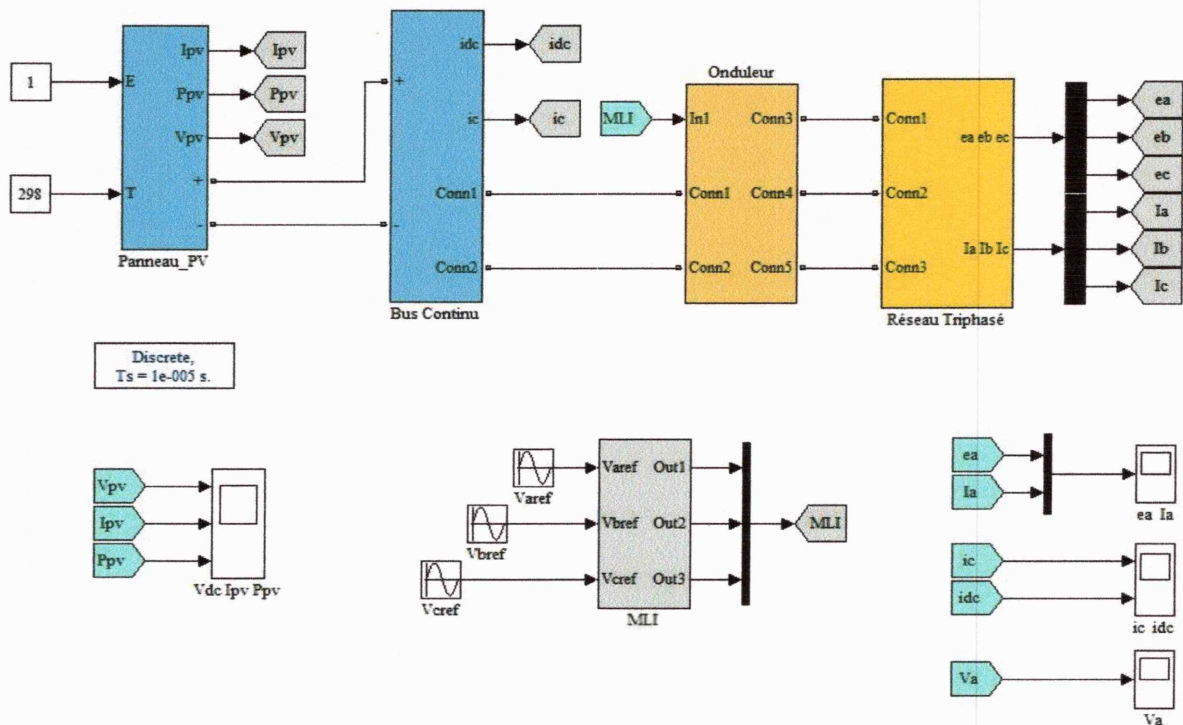 1
298
E
T
Ipv
Ppv
Vpv
+
-
Panneau_PV
Ipv
Ppv
Vpv
+
-
idc
ic
Conn1
Conn2
Bus Continu
idc
ic
MLI
Onduleur
In1
Conn1
Conn2
Conn3
Conn4
Conn5
Conn1
Conn2
Conn3
ea eb ec
Ia Ib Ic
Réseau Triphasé
ea
eb
ec
Ia
Ib
Ic
Discrete,
Ts = 1e-005 s.
Vpv
Ipv
Ppv
Vdc Ipv Ppv
Varef
Vbref
Vcref
Varef
Vbref
Vcref
Out1
Out2
Out3
MLI
MLI
ea
Ia
ea Ia
ic
idc
ic idc
Va
Va